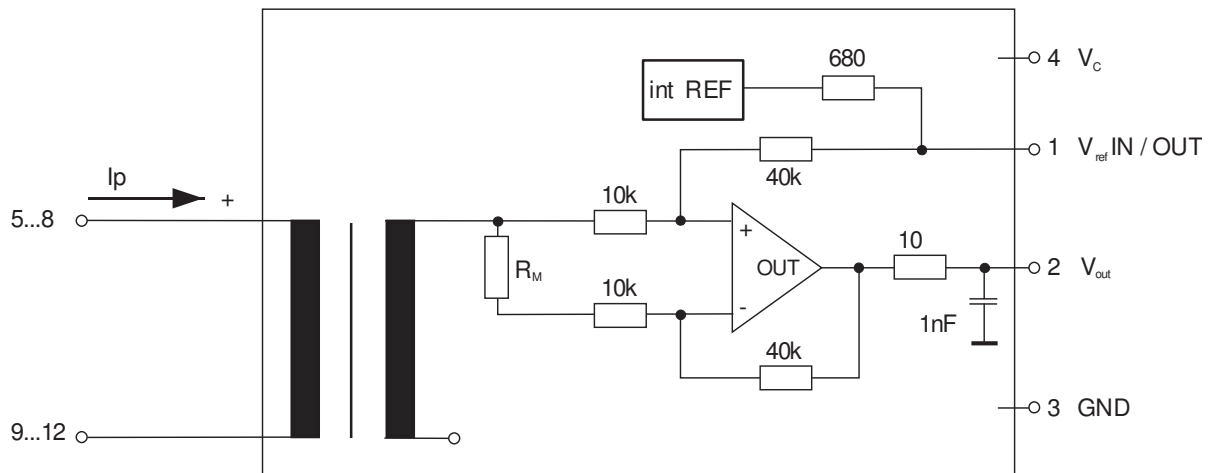 680
4 V_C
int REF
1 V_ref IN / OUT
40k
Ip
+
10k
5...8
+
10
R_M
OUT
2 V_out
10k
-
1nF
40k
3 GND
9...12